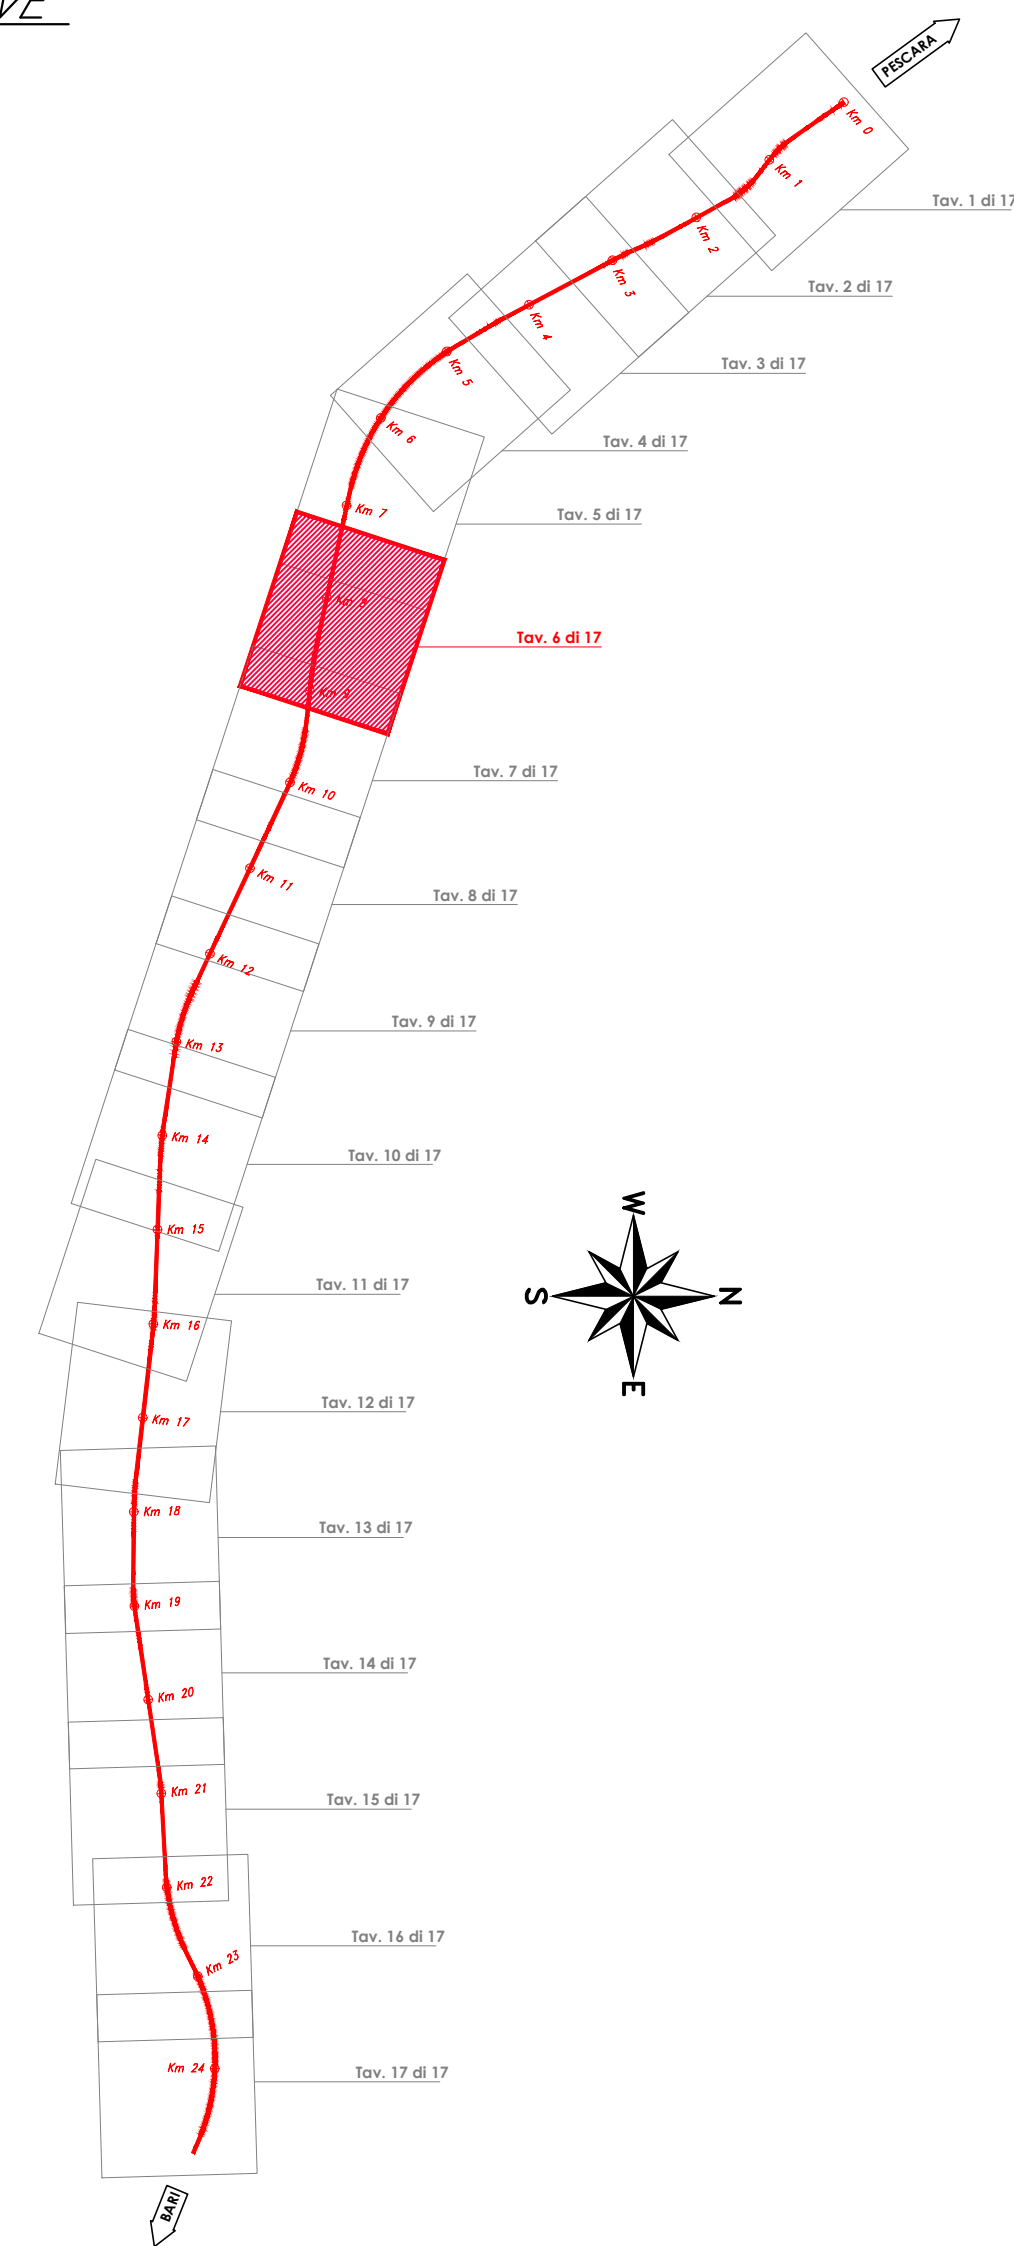 PESCARA
Km 0
Km 1
Tav. 1 di 17
Km 2
Km 3
Tav. 2 di 17
Km 4
Tav. 3 di 17
Km 5
Km 6
Tav. 4 di 17
Km 7
Tav. 5 di 17
Km 8
Tav. 6 di 17
Km 9
Tav. 7 di 17
Km 10
Km 11
Tav. 8 di 17
Km 12
Tav. 9 di 17
Km 13
Km 14
Tav. 10 di 17
W
Km 15
Tav. 11 di 17
S
N
Km 16
E
Tav. 12 di 17
Km 17
Km 18
Tav. 13 di 17
Km 19
Tav. 14 di 17
Km 20
Km 21
Tav. 15 di 17
Km 22
Tav. 16 di 17
Km 23
Km 24
Tav. 17 di 17
BARI